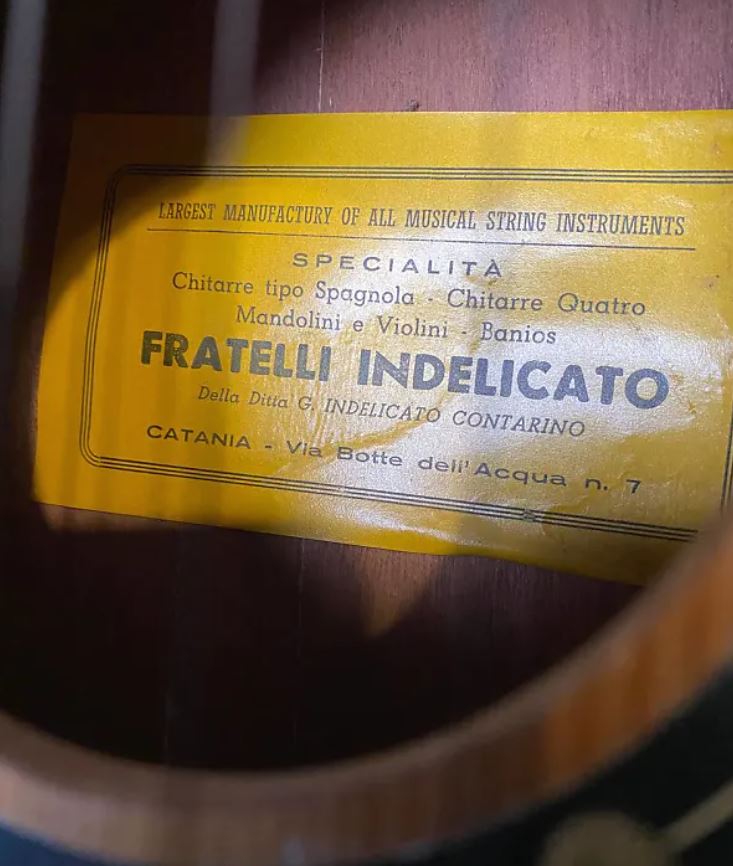 LARGEST MANUFACTURY OF ALL MUSICAL STRING INSTRUMENTS
SPECIALITÀ
Chitarre tipo Spagnola - Chitarre Quatro
Mandolini e Violini - Banios
FRATELLI INDELICATO
Della Ditta G. INDELICATO CONTARINO
CATANIA - Via Botte dell'Acqua n. 7